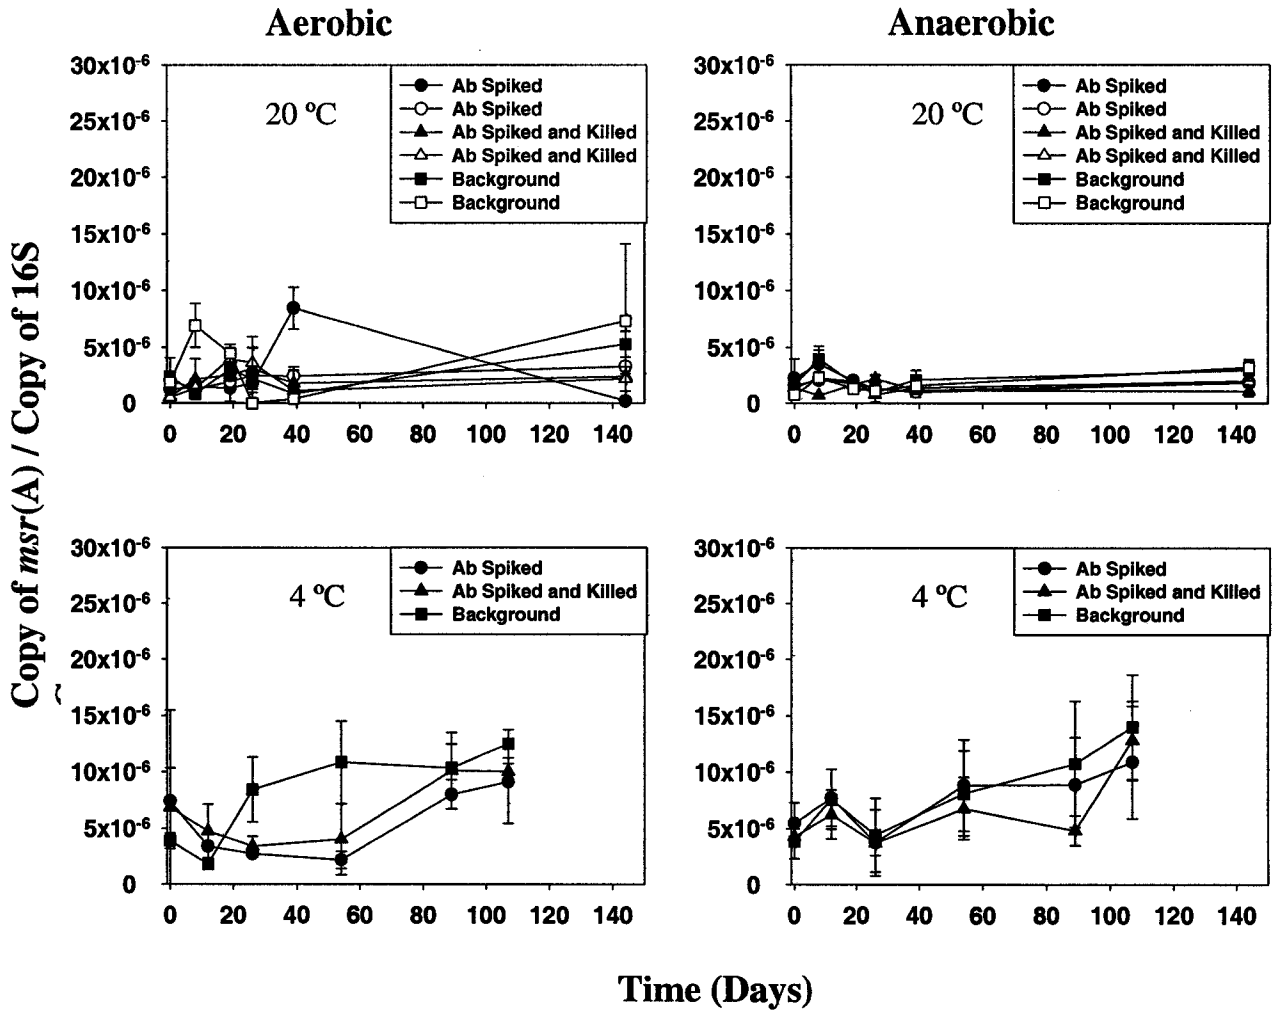 Aerobic
Anaerobic
Copy of msr(A) / Copy of 16S
30x10⁻⁶
25x10⁻⁶
20x10⁻⁶
15x10⁻⁶
10x10⁻⁶
5x10⁻⁶
0
20 ºC
Ab Spiked
Ab Spiked
Ab Spiked and Killed
Ab Spiked and Killed
Background
Background
0 20 40 60 80 100 120 140
30x10⁻⁶
25x10⁻⁶
20x10⁻⁶
15x10⁻⁶
10x10⁻⁶
5x10⁻⁶
0
20 ºC
Ab Spiked
Ab Spiked
Ab Spiked and Killed
Ab Spiked and Killed
Background
Background
0 20 40 60 80 100 120 140
30x10⁻⁶
25x10⁻⁶
20x10⁻⁶
15x10⁻⁶
10x10⁻⁶
5x10⁻⁶
0
4 ºC
Ab Spiked
Ab Spiked and Killed
Background
0 20 40 60 80 100 120 140
30x10⁻⁶
25x10⁻⁶
20x10⁻⁶
15x10⁻⁶
10x10⁻⁶
5x10⁻⁶
0
4 ºC
Ab Spiked
Ab Spiked and Killed
Background
0 20 40 60 80 100 120 140
Time (Days)